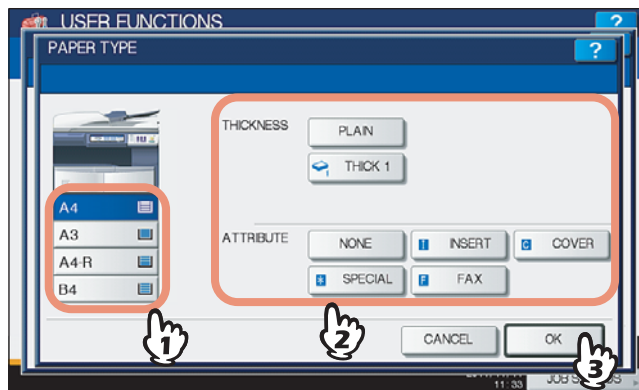 USER FUNCTIONS ?
PAPER TYPE ?
THICKNESS PLAIN
1 THICK 1
A4
A3 ATTRIBUTE NONE I INSERT C COVER
A4-R
B4 SPECIAL F FAX
1 2 CANCEL OK
3
11:33 JOB